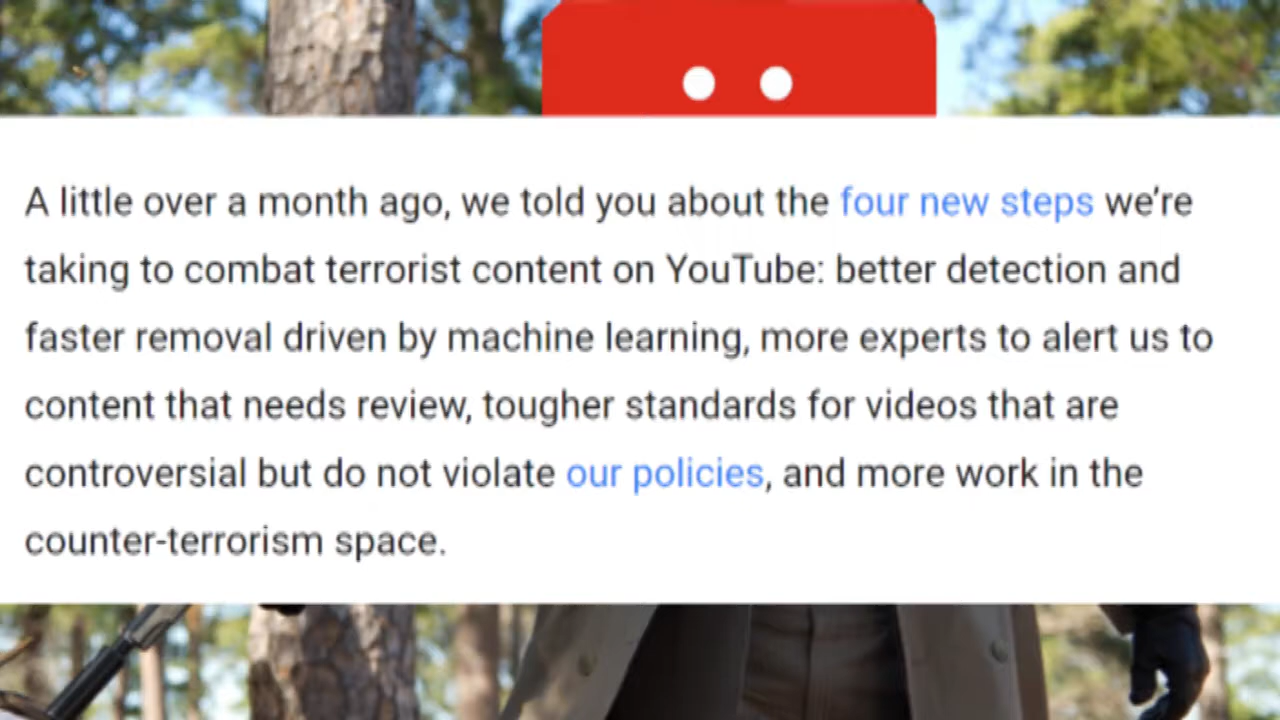 A little over a month ago, we told you about the four new steps we’re
taking to combat terrorist content on YouTube: better detection and
faster removal driven by machine learning, more experts to alert us to
content that needs review, tougher standards for videos that are
controversial but do not violate our policies, and more work in the
counter-terrorism space.